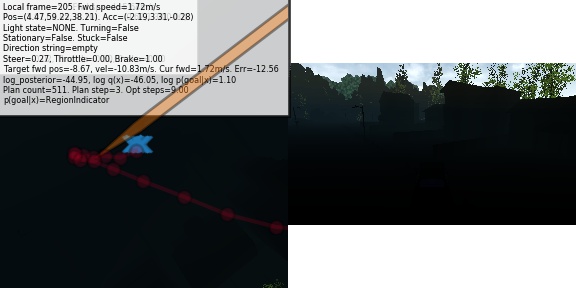 Local frame=205: Fwd speed=1.72m/s
Pos=(4.47,59.22,38.21). Acc=(-2.19,3.31,-0.28)
Light state=NONE. Turning=False
Stationary=False. Stuck=False
Direction string=empty
Steer=0.27, Throttle=0.00, Brake=1.00
Target fwd pos=-8.67, vel=-10.83m/s. Cur fwd=1.72m/s. Err=-12.56
log_posterior=-44.95, log q(x)=-46.05, log p(goal|x)=1.10
Plan count=511. Plan step=3. Opt steps=9.00
p(goal|x)=RegionIndicator